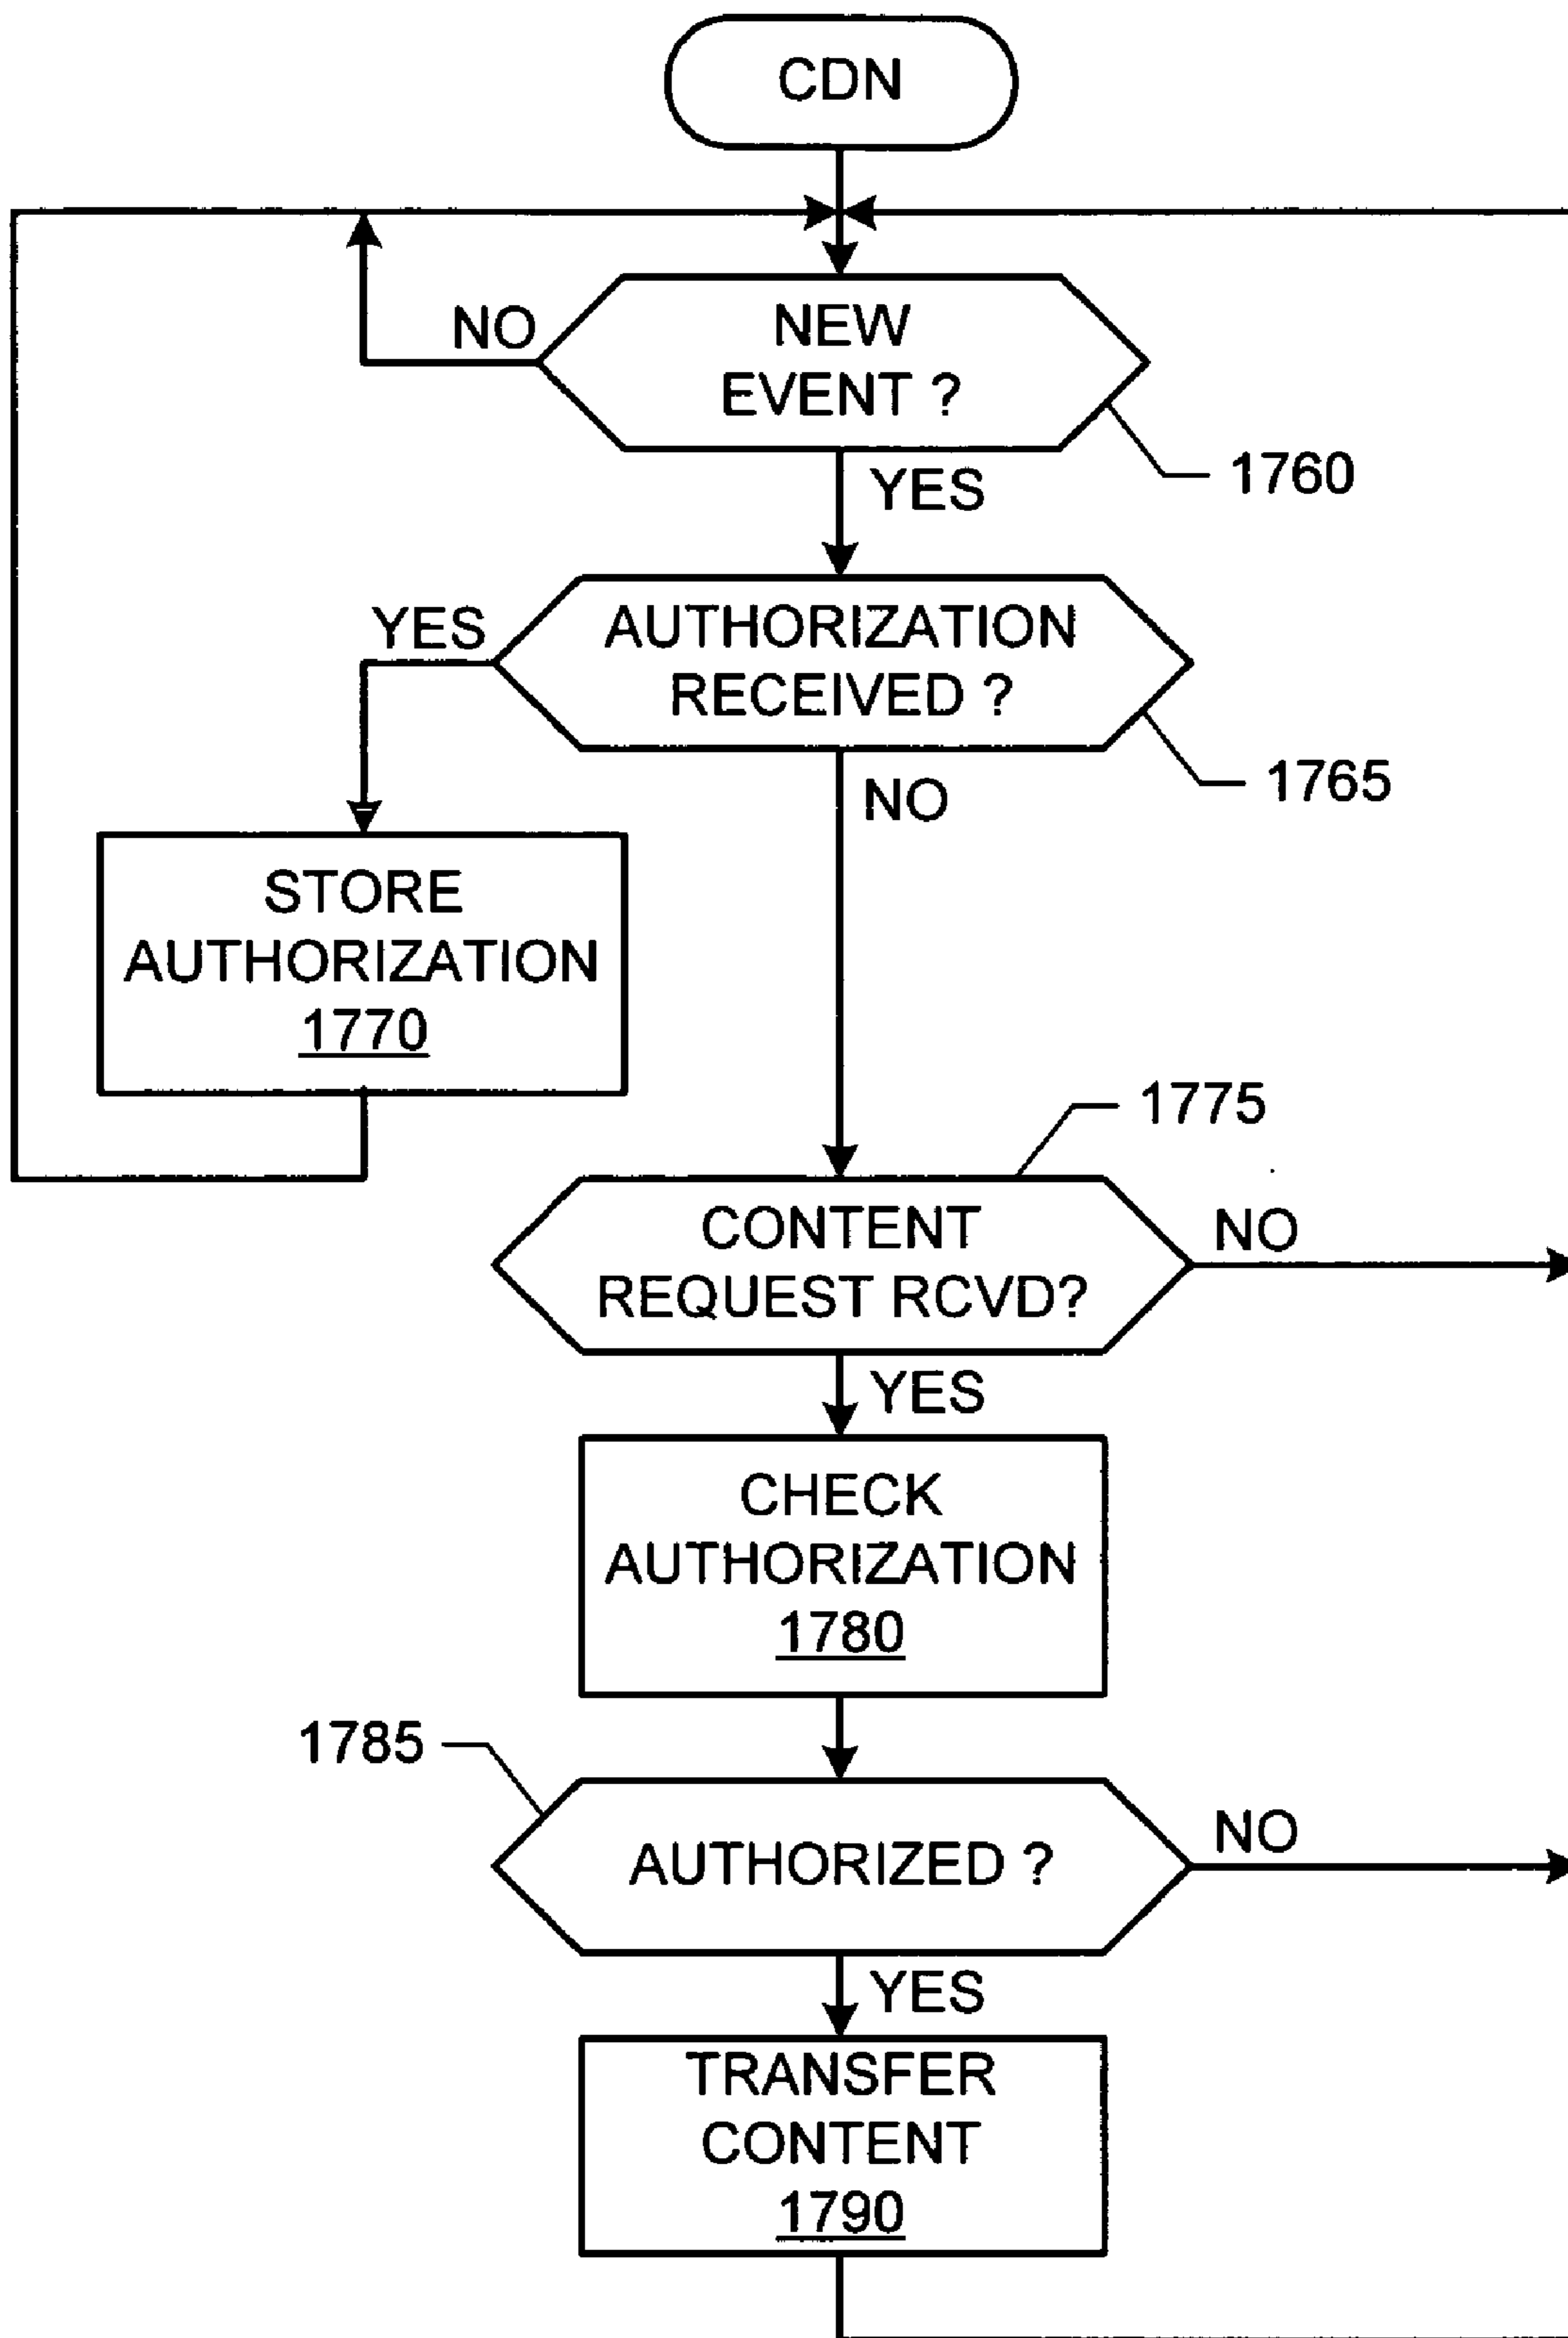 CDN
NO
NEW
EVENT ?
1760
YES
YES
AUTHORIZATION
RECEIVED ?
1765
NO
STORE
AUTHORIZATION
1770
1775
CONTENT
REQUEST RCVD?
NO
YES
CHECK
AUTHORIZATION
1780
1785
AUTHORIZED ?
NO
YES
TRANSFER
CONTENT
1790